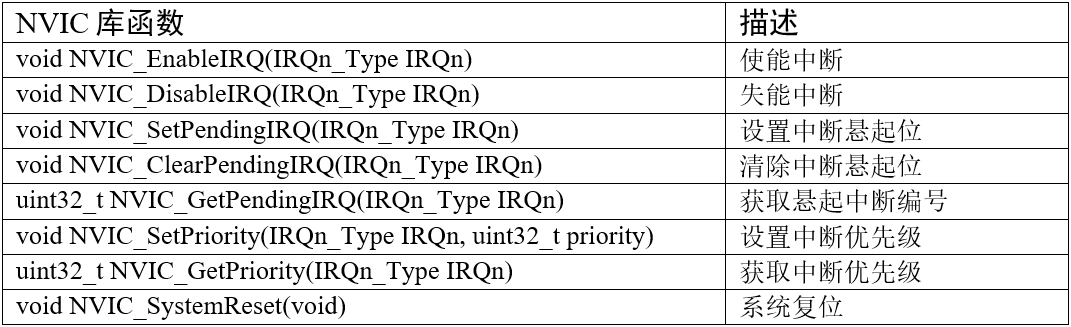 NVIC 库函数 描述
void NVIC_EnableIRQ(IRQn_Type IRQn) 使能中断
void NVIC_DisableIRQ(IRQn_Type IRQn) 失能中断
void NVIC_SetPendingIRQ(IRQn_Type IRQn) 设置中断悬起位
void NVIC_ClearPendingIRQ(IRQn_Type IRQn) 清除中断悬起位
uint32_t NVIC_GetPendingIRQ(IRQn_Type IRQn) 获取悬起中断编号
void NVIC_SetPriority(IRQn_Type IRQn, uint32_t priority) 设置中断优先级
uint32_t NVIC_GetPriority(IRQn_Type IRQn) 获取中断优先级
void NVIC_SystemReset(void) 系统复位